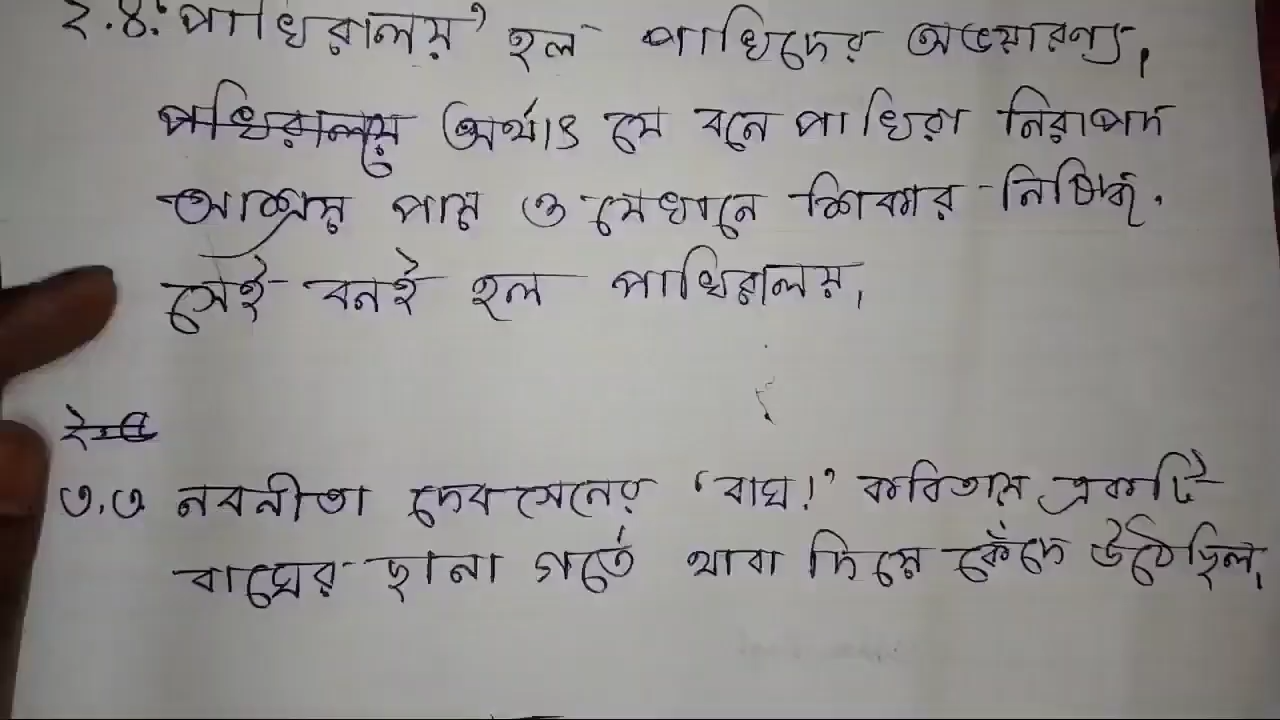 ২.৪. 'পাখিরালয়' হল পাখিদের অভয়ারণ্য।
অর্থাৎ যে বনে পাখিরা নিরাপদ
আশ্রয় পায় ও সেখানে শিকার নিষিদ্ধ.
সেই বনই হল পাখিরালয়।
৩.৩ নবনীতা দেবসেনের 'বাঘ!' কবিতায় একটি
বাঘের ছানা গর্তে থাবা দিয়ে কেঁদে উঠেছিল।